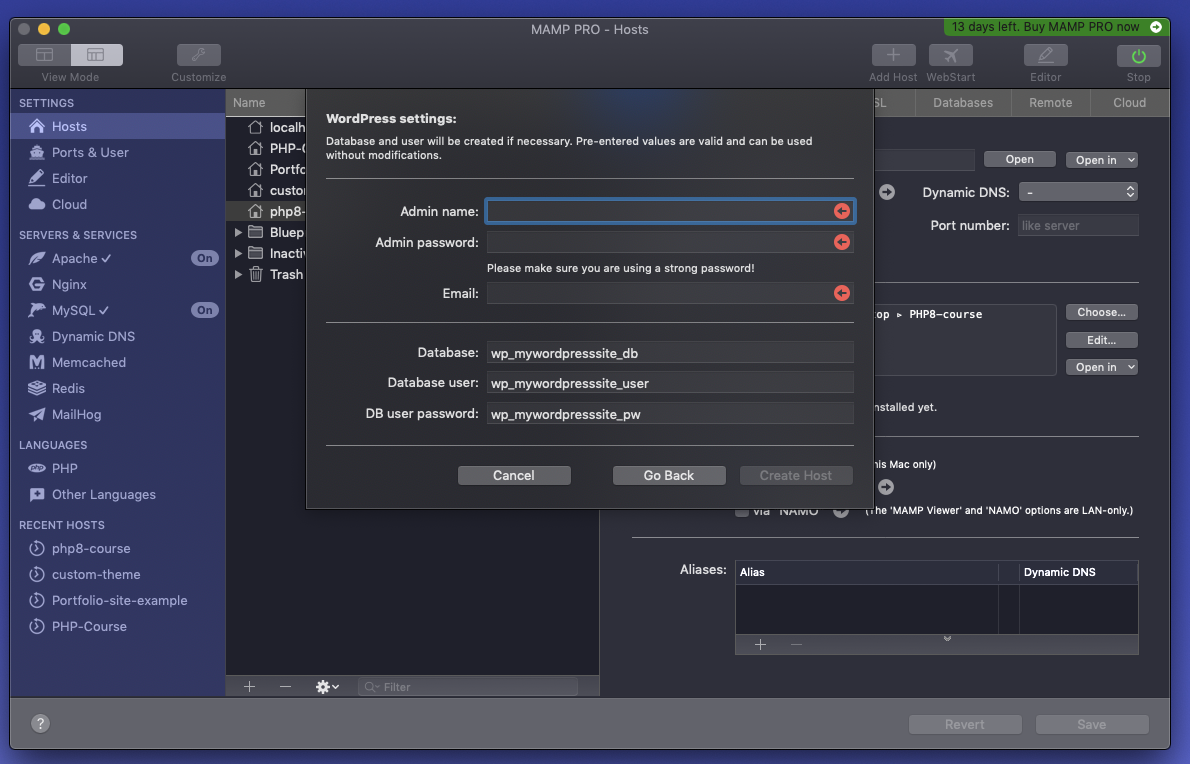 MAMP PRO - Hosts
13 days left. Buy MAMP PRO now
View Mode
Customize
Add Host
WebStart
Editor
Stop
SETTINGS
Hosts
Ports & User
Editor
Cloud
SERVERS & SERVICES
Apache ✓
On
Nginx
MySQL ✓
On
Dynamic DNS
Memcached
Redis
MailHog
LANGUAGES
PHP
php
Other Languages
RECENT HOSTS
php8-course
custom-theme
Portfolio-site-example
PHP-Course
Name
localh
PHP-C
Portfo
custo
php8-
Bluep
Inactiv
Trash
Filter
WordPress settings:
Database and user will be created if necessary. Pre-entered values are valid and can be used
without modifications.
Admin name:
Admin password:
Please make sure you are using a strong password!
Email:
Database:
wp_mywordpresssite_db
Database user:
wp_mywordpresssite_user
DB user password:
wp_mywordpresssite_pw
Cancel
Go Back
Create Host
SL
Databases
Remote
Cloud
Open
Open in
Dynamic DNS:
-
Port number:
like server
top ▸ PHP8-course
Choose...
Edit...
Open in
nstalled yet.
his Mac only)
via "NAMO"
(The 'MAMP Viewer' and 'NAMO' options are LAN-only.)
Aliases:
Alias
Dynamic DNS
?
Revert
Save